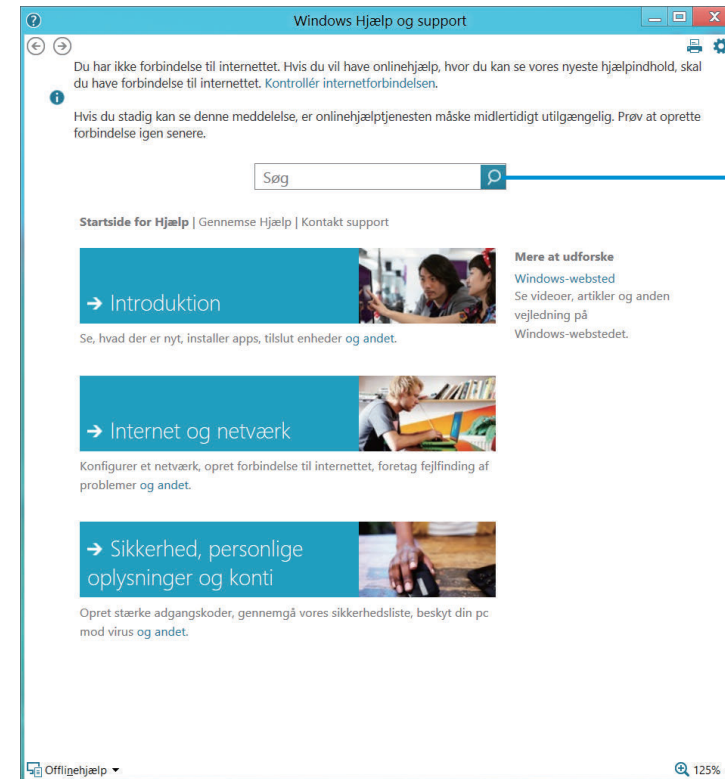 Windows Hjælp og support
Du har ikke forbindelse til internettet. Hvis du vil have onlinehjælp, hvor du kan se vores nyeste hjælpindhold, skal
du have forbindelse til internettet. Kontrollér internetforbindelsen.
Hvis du stadig kan se denne meddelelse, er onlinehjælptjenesten måske midlertidigt utilgængelig. Prøv at oprette
forbindelse igen senere.
Søg
Startside for Hjælp | Gennemse Hjælp | Kontakt support
→ Introduktion
Se, hvad der er nyt, installer apps, tilslut enheder og andet.
Mere at udforske
Windows-websted
Se videoer, artikler og anden
vejledning på
Windows-webstedet.
→ Internet og netværk
Konfigurer et netværk, opret forbindelse til internettet, foretag fejlfinding af
problemer og andet.
→ Sikkerhed, personlige
oplysninger og konti
Opret stærke adgangskoder, gennemgå vores sikkerhedsliste, beskyt din pc
mod virus og andet.
Offlinehjælp
125%